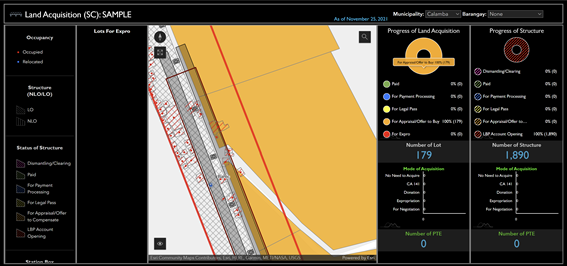 Land Acquisition (SC): SAMPLE
As of November 25, 2021
Municipality: Calamba
Barangay: None
Occupancy
Occupied
Relocated
Structure
(NLO/LO)
LO
NLO
Status of Structure
Dismantling/Clearing
Paid
For Payment
Processing
For Legal Pass
For Appraisal/Offer
to Compensate
LBP Account
Opening
Station Box
Lots For Expro
Esri Community Maps Contributors, Esri, HERE, Garmin, METI/NASA, USGS
Powered by Esri
Progress of Land Acquisition
For Appraisal/Offer to Buy 100% (179)
Paid 0% (0)
For Payment Processing 0% (0)
For Legal Pass 0% (0)
For Appraisal/Offer to Buy 100% (179)
For Expro 0% (0)
Number of Lot
179
Mode of Acquisition
No Need to Acquire 0
CA 141 0
Donation 0
Expropriation 0
For Negotiation 0
0
Number of PTE
0
Progress of Structure
Dismantling/Clearing 0% (0)
Paid 0% (0)
For Payment Processing 0% (0)
For Legal Pass 0% (0)
For Appraisal/Offer to... 0% (0)
LBP Account Opening 100% (1,890)
Number of Structure
1,890
Mode of Acquisition
No Need to Acquire 0
CA 141 0
Donation 0
Expropriation 0
For Negotiation 0
0
Number of PTE
0